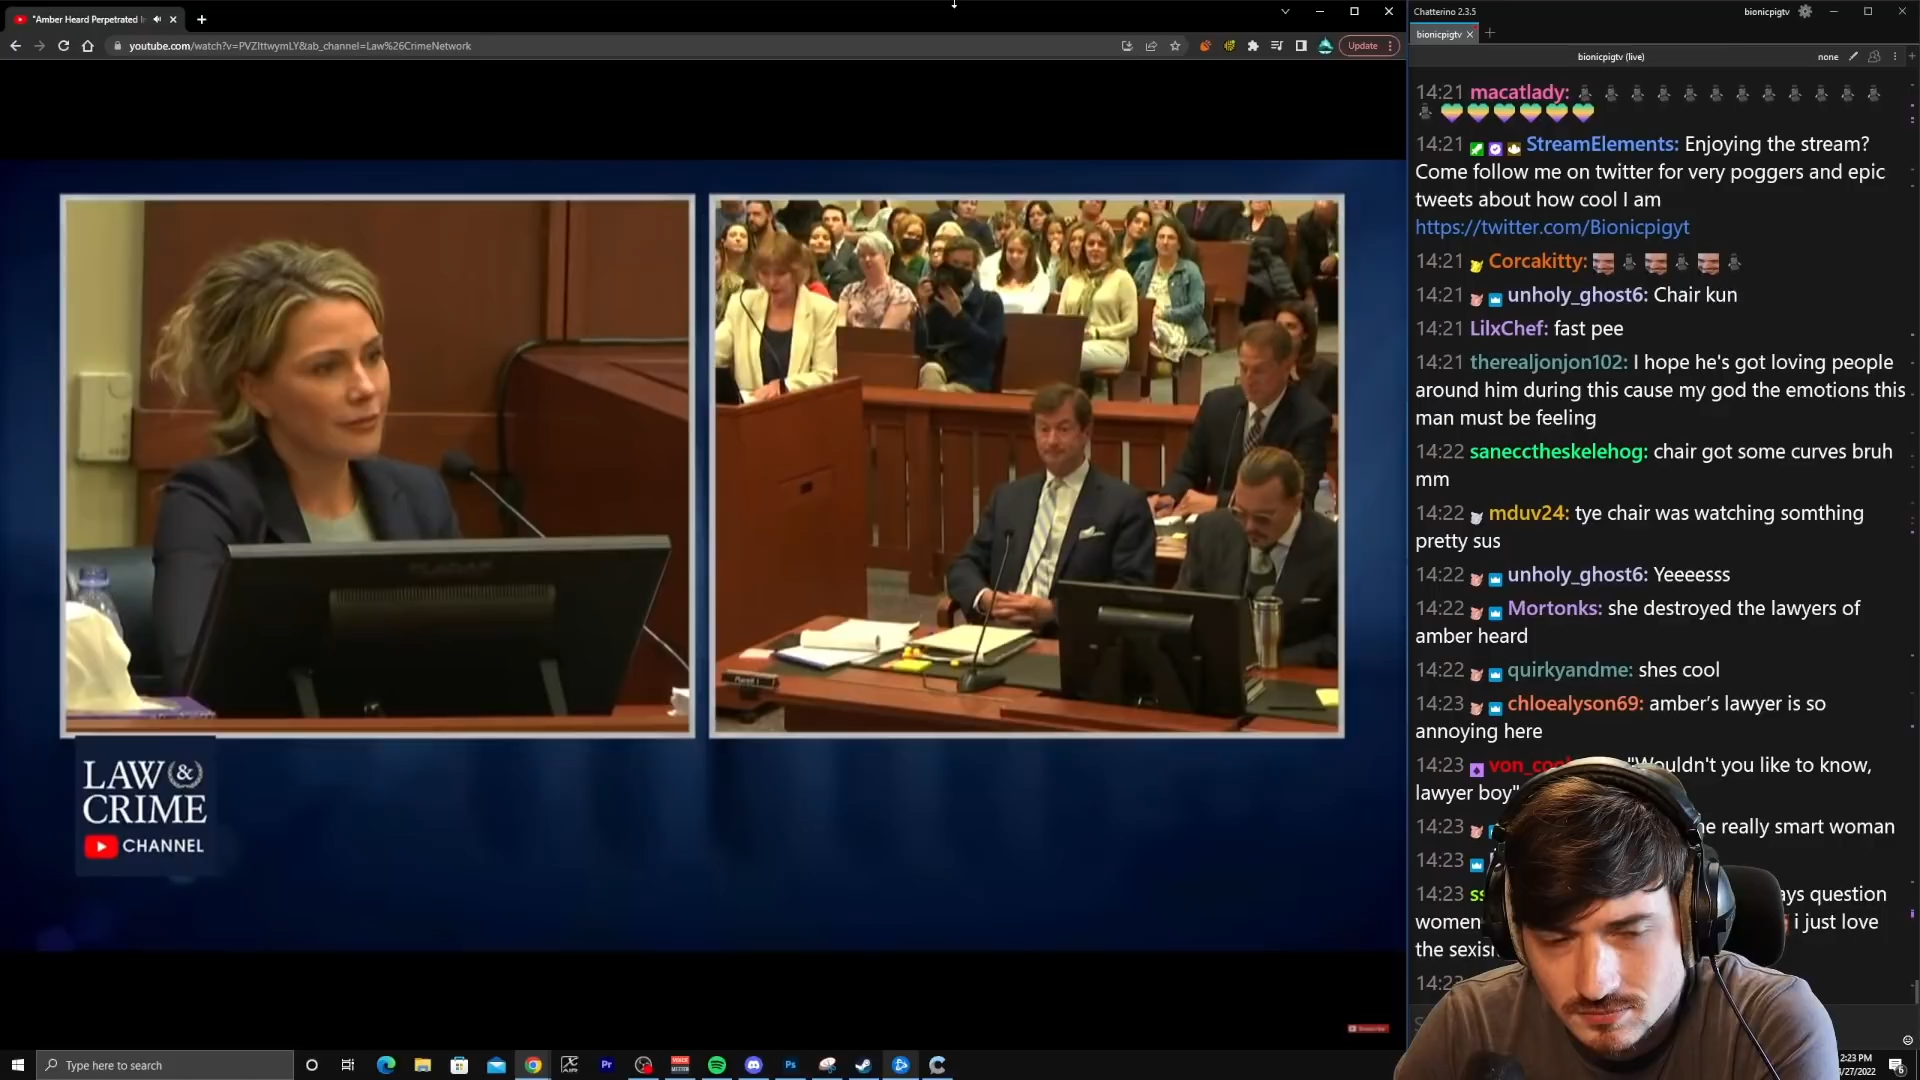 "Amber Heard Perpetrated I
youtube.com/watch?v=PVZIttwymLY&ab_channel=Law%26CrimeNetwork
Update
LAW &
CRIME
CHANNEL
Type here to search
Chatterino 2.3.5
bionicpigtv
bionicpigtv
bionicpigtv (live)
none
14:21 macatlady:
14:21 StreamElements: Enjoying the stream?
Come follow me on twitter for very poggers and epic
tweets about how cool I am
https://twitter.com/Bionicpigyt
14:21 Corcakitty:
14:21 unholy_ghost6: Chair kun
14:21 LilxChef: fast pee
14:21 therealjonjon102: I hope he's got loving people
around him during this cause my god the emotions this
man must be feeling
14:22 sanecctheskelehog: chair got some curves bruh
mm
14:22 mduv24: tye chair was watching somthing
pretty sus
14:22 unholy_ghost6: Yeeeesss
14:22 Mortonks: she destroyed the lawyers of
amber heard
14:22 quirkyandme: shes cool
14:23 chloealyson69: amber's lawyer is so
annoying here
14:23 von_co "Wouldn't you like to know,
lawyer boy"
14:23 really smart woman
14:23
14:23 question
women i just love
the
14:23
2:23 PM
/27/2022